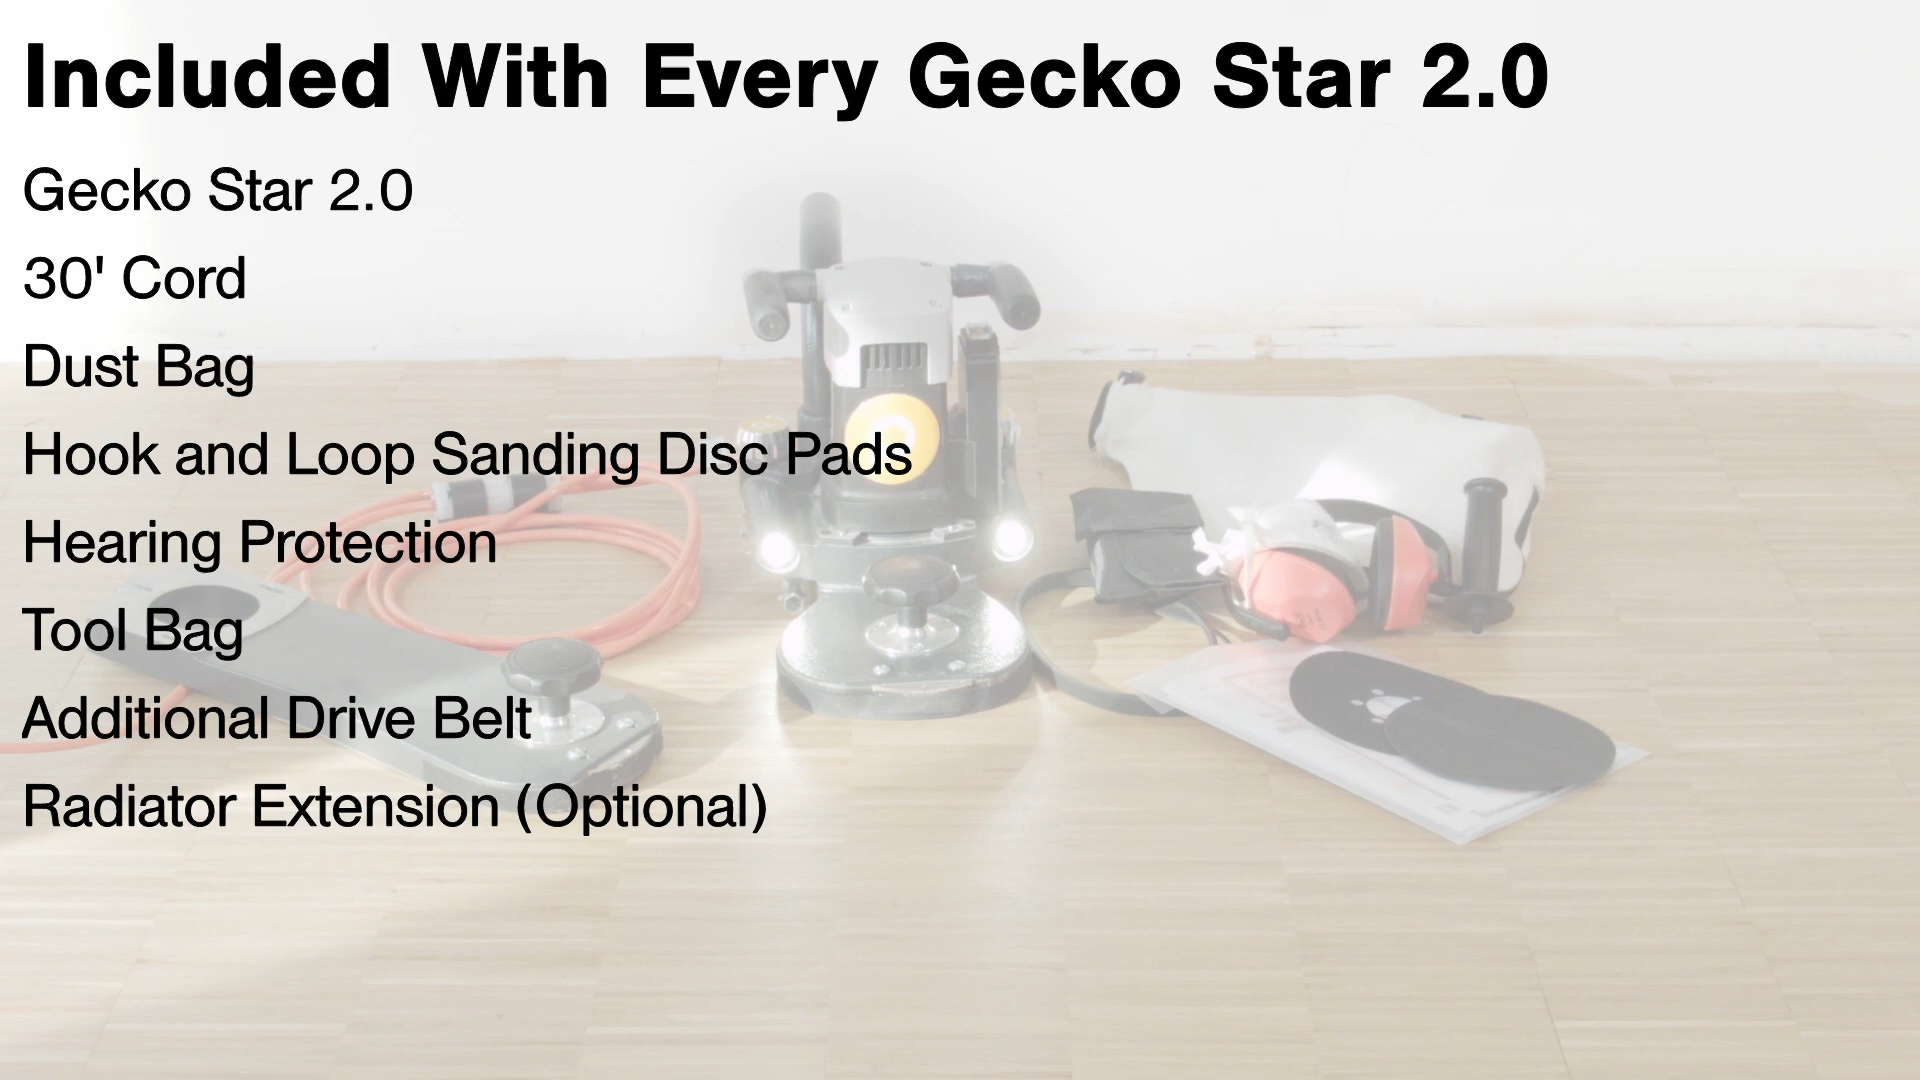 Included With Every Gecko Star 2.0
Gecko Star 2.0
30' Cord
Dust Bag
Hook and Loop Sanding Disc Pads
Hearing Protection
Tool Bag
Additional Drive Belt
Radiator Extension (Optional)